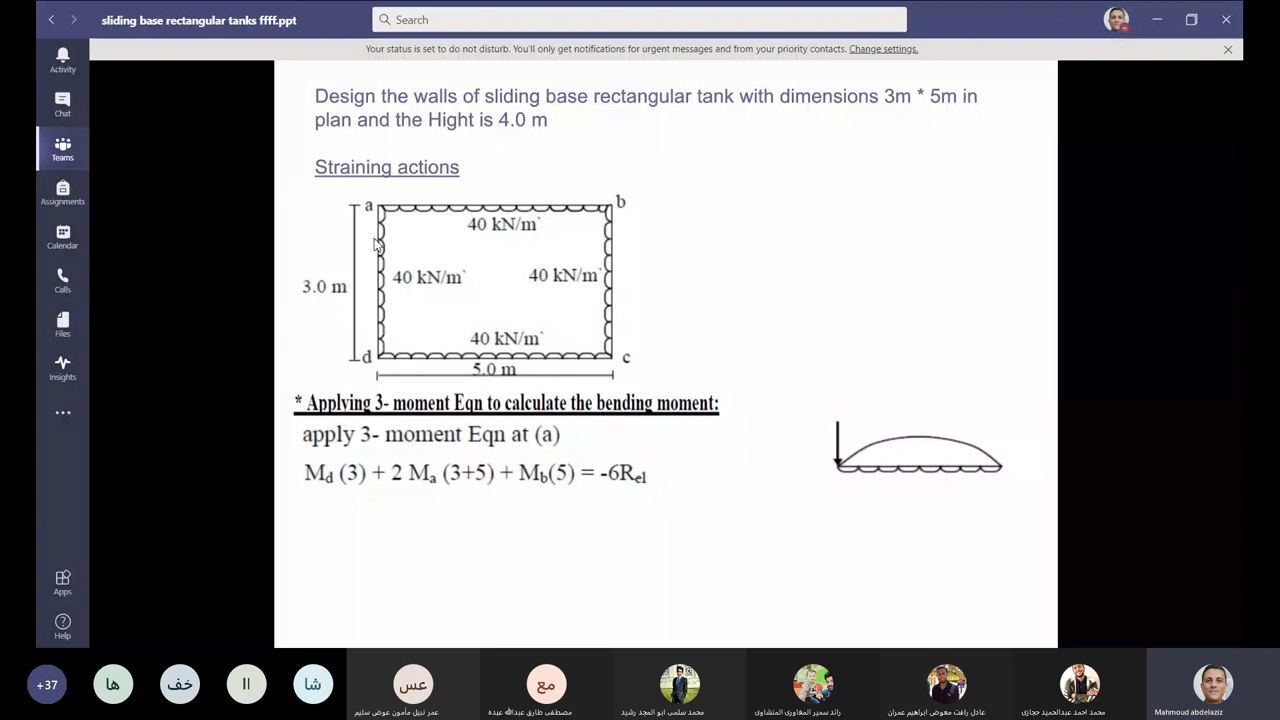 sliding base rectangular tanks ffff.ppt
Search
Your status is set to do not disturb. You'll only get notifications for urgent messages and from your priority contacts. Change settings.
Activity
Chat
Teams
Assignments
Calendar
Calls
Files
Insights
Apps
Help
Design the walls of sliding base rectangular tank with dimensions 3m * 5m in
plan and the Hight is 4.0 m
Straining actions
a
b
40 kN/m`
3.0 m
40 kN/m`
40 kN/m`
40 kN/m`
d
c
5.0 m
* Applying 3- moment Eqn to calculate the bending moment:
apply 3- moment Eqn at (a)
Md (3) + 2 Ma (3+5) + Mb(5) = -6Rel
+37
ها
خف
اا
شا
عس
عمر نبيل مأمون عوض سليم
مع
مصطفى طارق عبدالله عبده
محمد سلمى ابو المجد رشيد
رائد سمير المغاورى المنشاوى
عادل رافت معوض ابراهيم عمران
محمد احمد عبدالحميد حجازى
Mahmoud abdelaziz